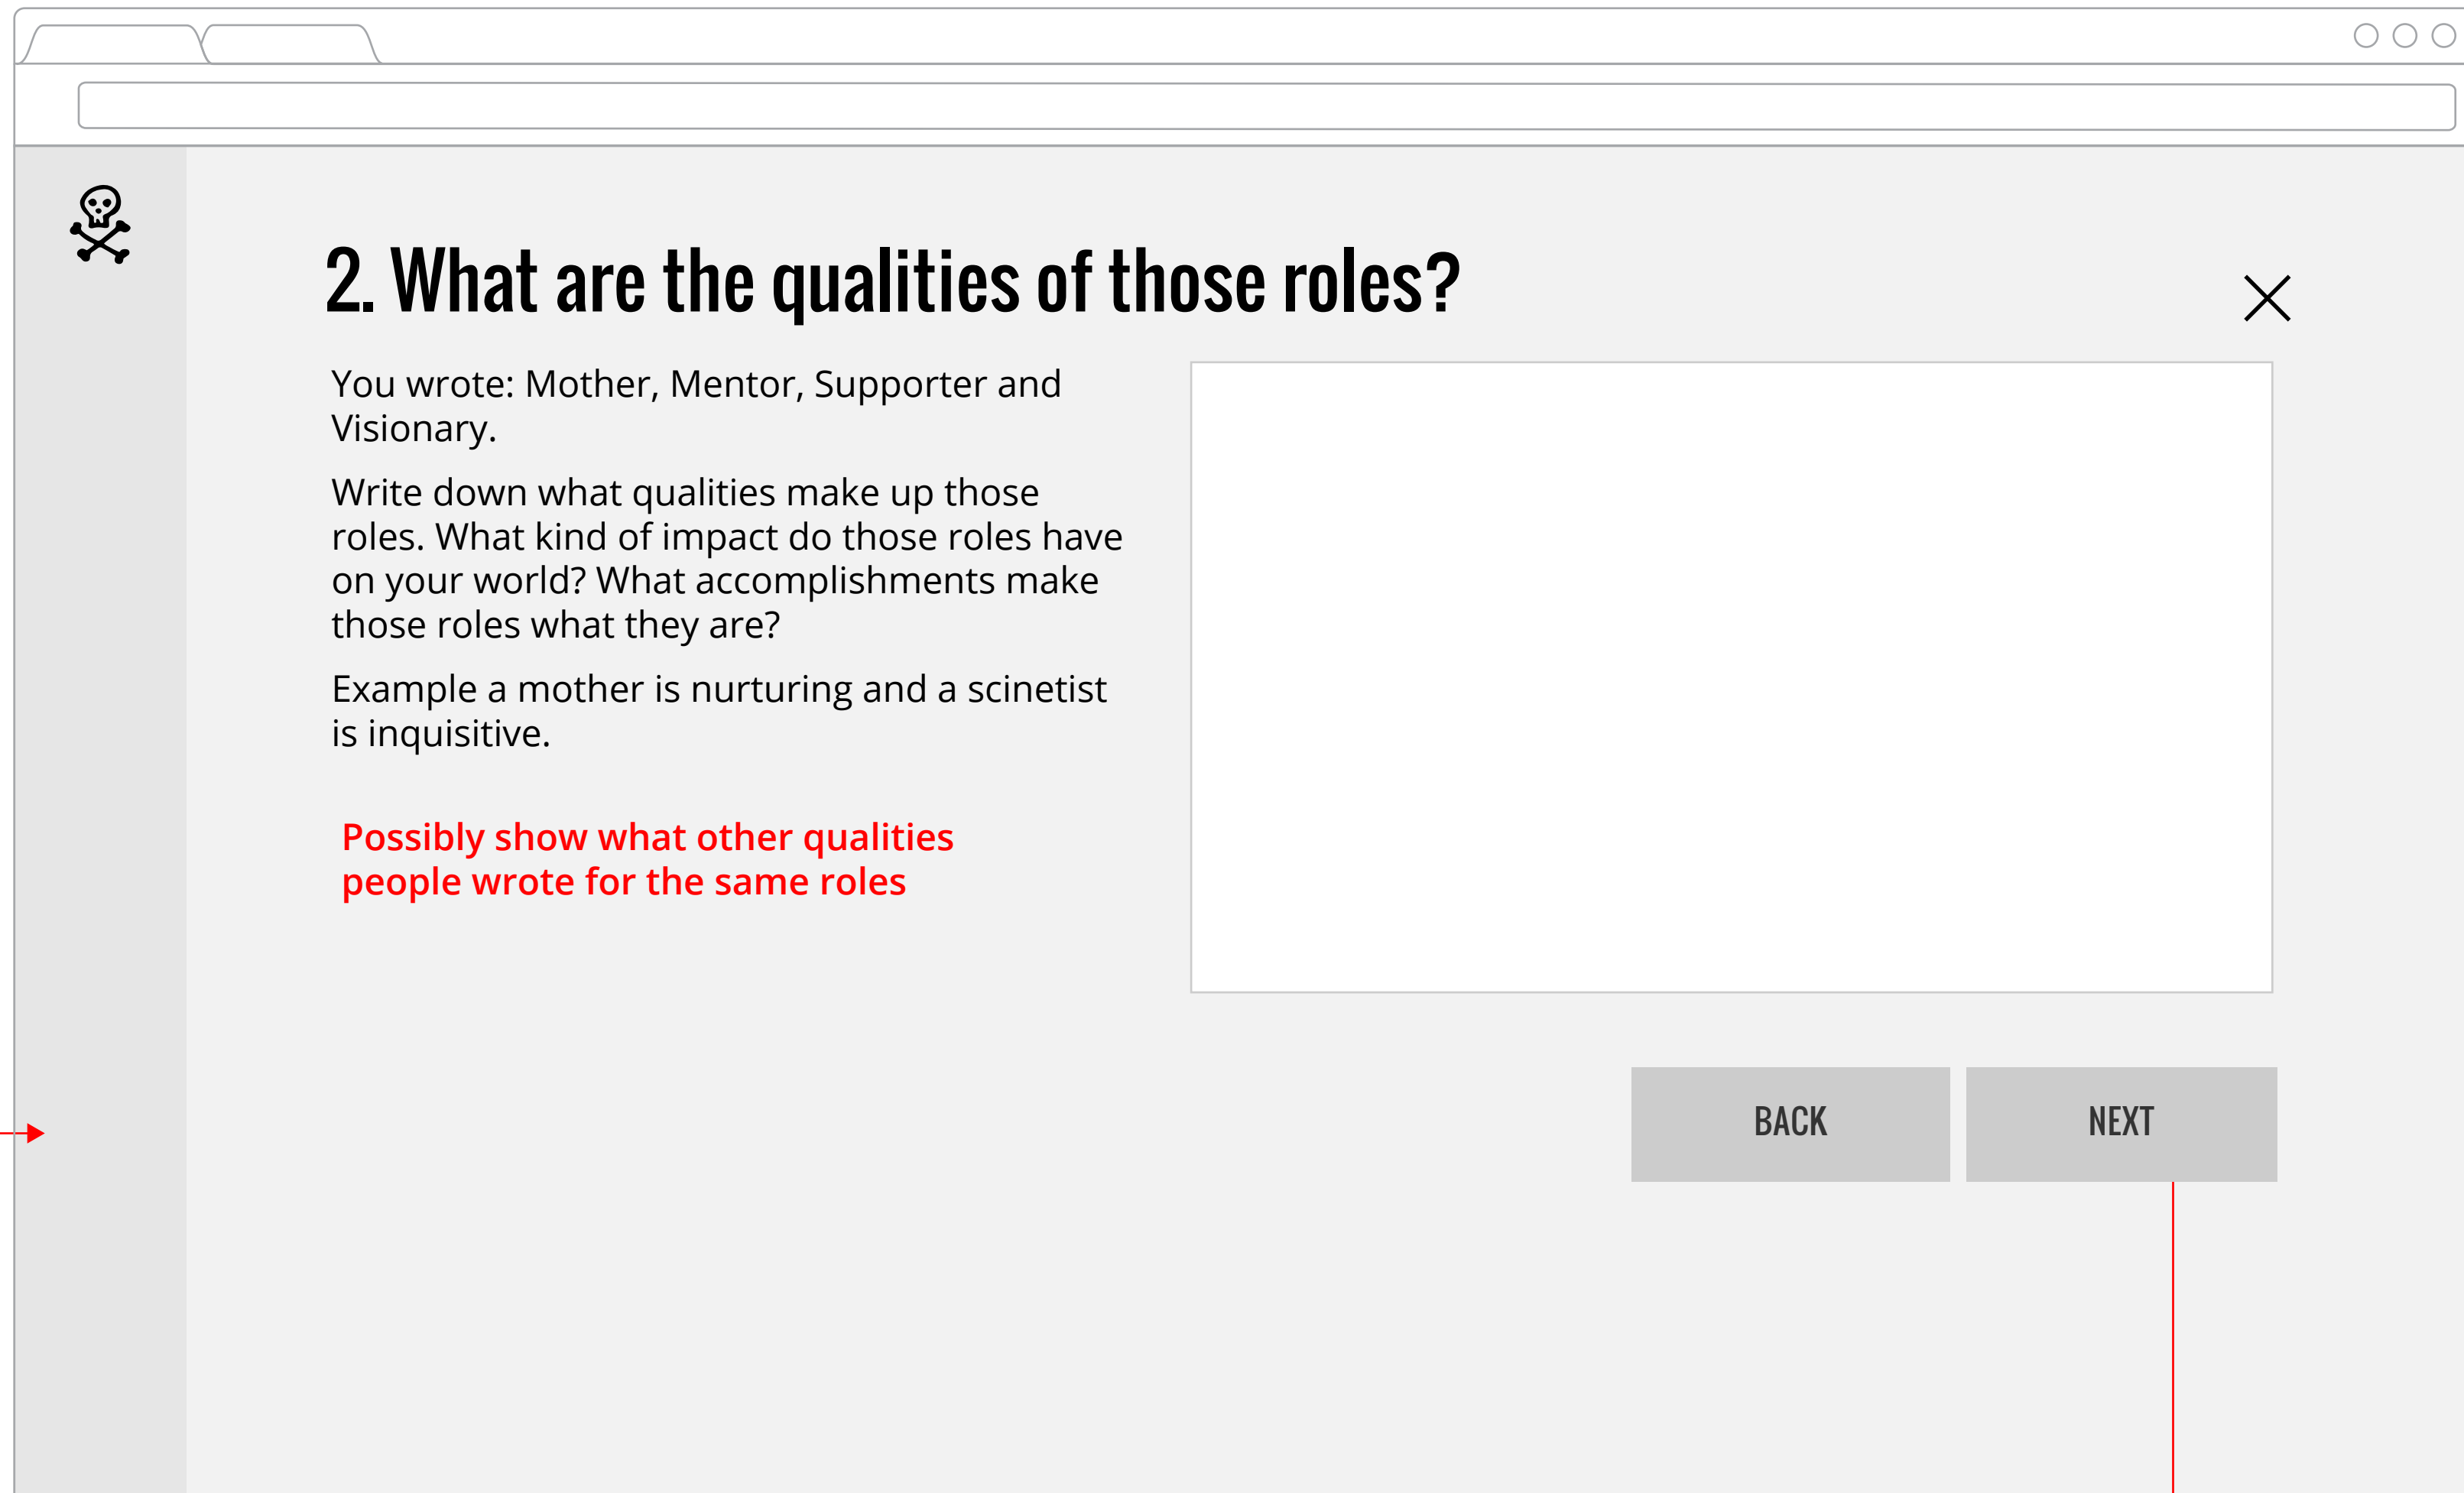 2. What are the qualities of those roles?
You wrote: Mother, Mentor, Supporter and
Visionary.
Write down what qualities make up those
roles. What kind of impact do those roles have
on your world? What accomplishments make
those roles what they are?
Example a mother is nurturing and a scinetist
is inquisitive.
Possibly show what other qualities
people wrote for the same roles
BACK
NEXT